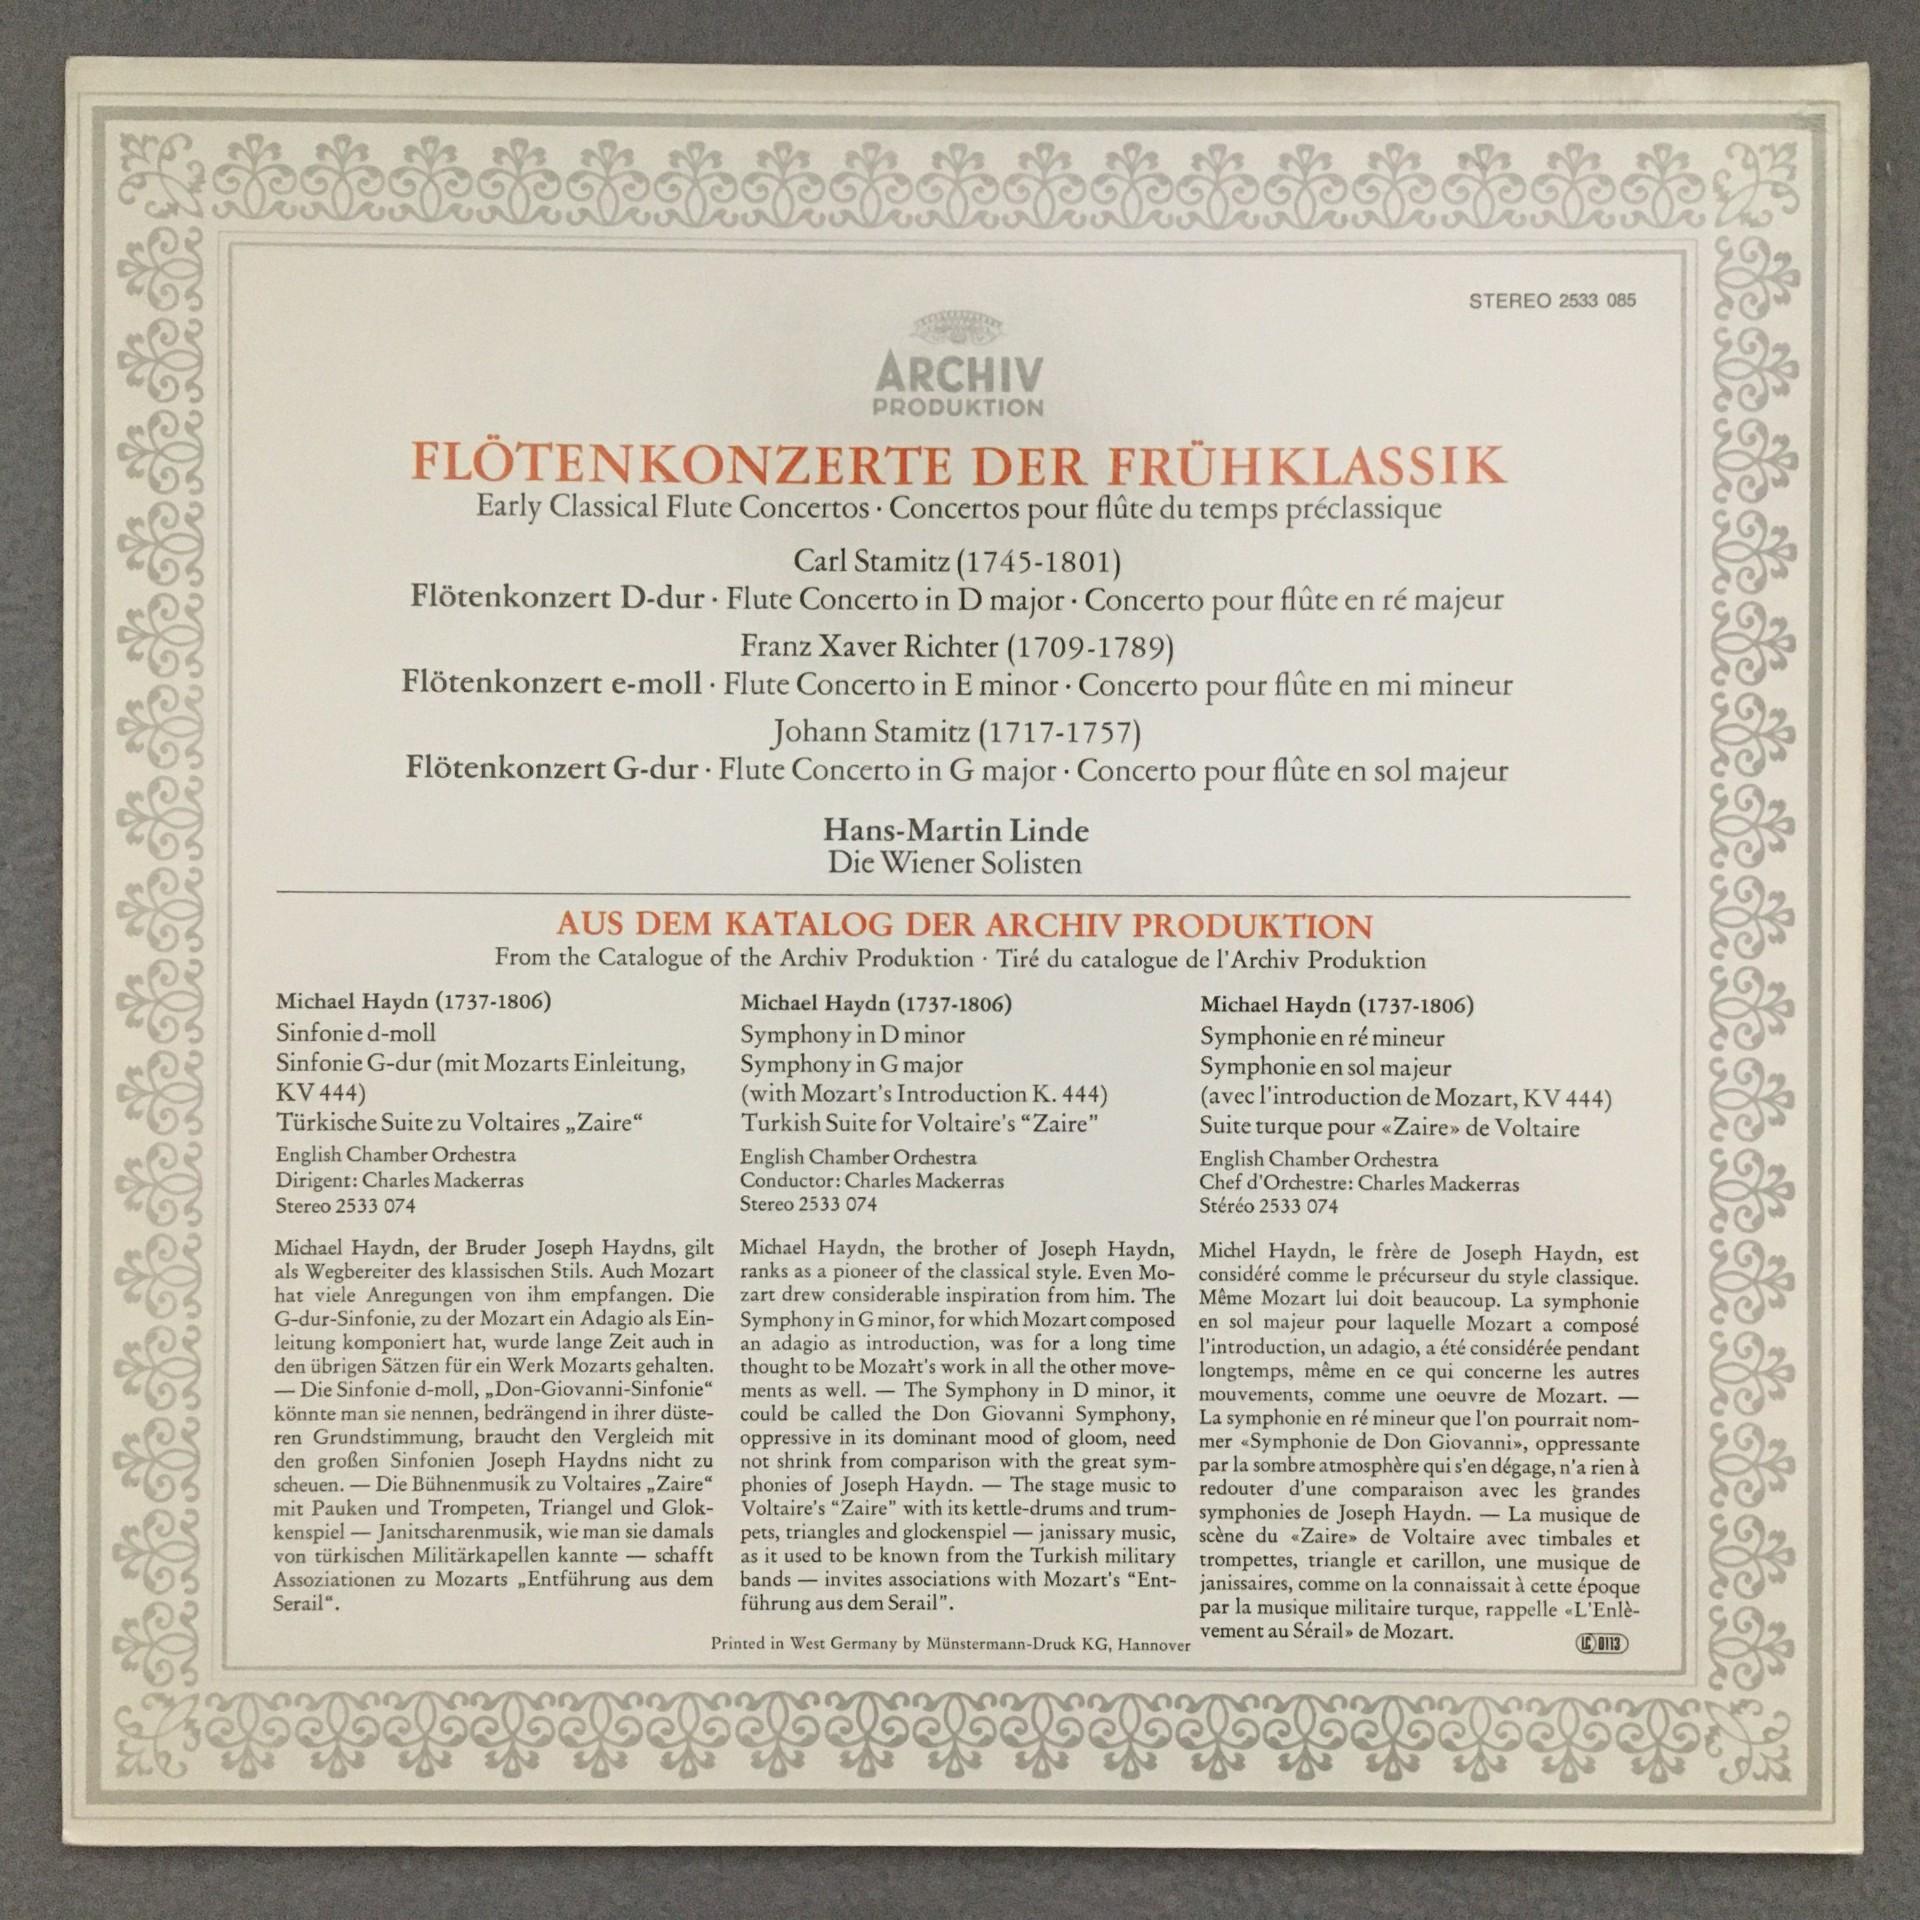 STEREO 2533 085
ARCHIV
PRODUKTION
FLÖTENKONZERTE DER FRÜHKLASSIK
Early Classical Flute Concertos · Concertos pour flûte du temps préclassique
Carl Stamitz (1745-1801)
Flötenkonzert D-dur · Flute Concerto in D major · Concerto pour flûte en ré majeur
Franz Xaver Richter (1709-1789)
Flötenkonzert e-moll · Flute Concerto in E minor · Concerto pour flûte en mi mineur
Johann Stamitz (1717-1757)
Flötenkonzert G-dur · Flute Concerto in G major · Concerto pour flûte en sol majeur
Hans-Martin Linde
Die Wiener Solisten
AUS DEM KATALOG DER ARCHIV PRODUKTION
From the Catalogue of the Archiv Produktion · Tiré du catalogue de l'Archiv Produktion
Michael Haydn (1737-1806)
Sinfonie d-moll
Sinfonie G-dur (mit Mozarts Einleitung,
KV 444)
Türkische Suite zu Voltaires „Zaire“
English Chamber Orchestra
Dirigent: Charles Mackerras
Stereo 2533 074
Michael Haydn, der Bruder Joseph Haydns, gilt
als Wegbereiter des klassischen Stils. Auch Mozart
hat viele Anregungen von ihm empfangen. Die
G-dur-Sinfonie, zu der Mozart ein Adagio als Ein-
leitung komponiert hat, wurde lange Zeit auch in
den übrigen Sätzen für ein Werk Mozarts gehalten.
— Die Sinfonie d-moll, „Don-Giovanni-Sinfonie“
könnte man sie nennen, bedrängend in ihrer düste-
ren Grundstimmung, braucht den Vergleich mit
den großen Sinfonien Joseph Haydns nicht zu
scheuen. — Die Bühnenmusik zu Voltaires „Zaire“
mit Pauken und Trompeten, Triangel und Glok-
kenspiel — Janitscharenmusik, wie man sie damals
von türkischen Militärkapellen kannte — schafft
Assoziationen zu Mozarts „Entführung aus dem
Serail“.
Michael Haydn (1737-1806)
Symphony in D minor
Symphony in G major
(with Mozart's Introduction K. 444)
Turkish Suite for Voltaire's “Zaire”
English Chamber Orchestra
Conductor: Charles Mackerras
Stereo 2533 074
Michael Haydn, the brother of Joseph Haydn,
ranks as a pioneer of the classical style. Even Mo-
zart drew considerable inspiration from him. The
Symphony in G minor, for which Mozart composed
an adagio as introduction, was for a long time
thought to be Mozart's work in all the other move-
ments as well. — The Symphony in D minor, it
could be called the Don Giovanni Symphony,
oppressive in its dominant mood of gloom, need
not shrink from comparison with the great sym-
phonies of Joseph Haydn. — The stage music to
Voltaire's “Zaire” with its kettle-drums and trum-
pets, triangles and glockenspiel — janissary music,
as it used to be known from the Turkish military
bands — invites associations with Mozart's “Ent-
führung aus dem Serail”.
Michael Haydn (1737-1806)
Symphonie en ré mineur
Symphonie en sol majeur
(avec l'introduction de Mozart, KV 444)
Suite turque pour «Zaire» de Voltaire
English Chamber Orchestra
Chef d'Orchestre: Charles Mackerras
Stéréo 2533 074
Michel Haydn, le frère de Joseph Haydn, est
considéré comme le précurseur du style classique.
Même Mozart lui doit beaucoup. La symphonie
en sol majeur pour laquelle Mozart a composé
l'introduction, un adagio, a été considérée pendant
longtemps, même en ce qui concerne les autres
mouvements, comme une oeuvre de Mozart. —
La symphonie en ré mineur que l'on pourrait nom-
mer «Symphonie de Don Giovanni», oppressante
par la sombre atmosphère qui s'en dégage, n'a rien à
redouter d'une comparaison avec les grandes
symphonies de Joseph Haydn. — La musique de
scène du «Zaire» de Voltaire avec timbales et
trompettes, triangle et carillon, une musique de
janissaires, comme on la connaissait à cette époque
par la musique militaire turque, rappelle «L'Enlè-
vement au Sérail» de Mozart.
Printed in West Germany by Münstermann-Druck KG, Hannover
LC 0113